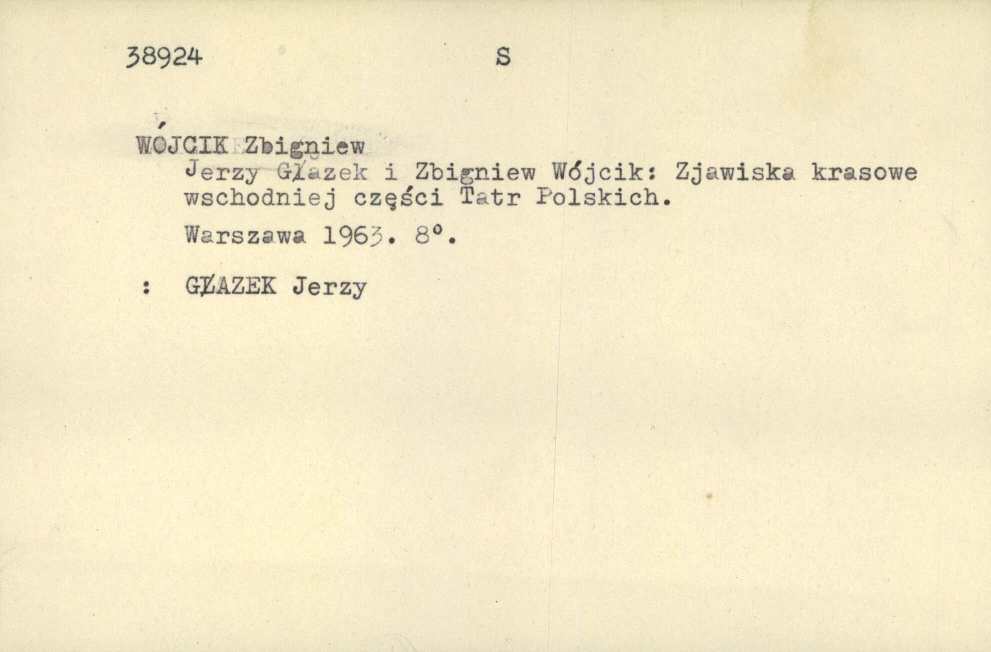 38924 S
WÓJCIK Zbigniew
Jerzy Głazek i Zbigniew Wójcik: Zjawiska krasowe
wschodniej części Tatr Polskich.
Warszawa 1963. 8°.
: GŁAZEK Jerzy